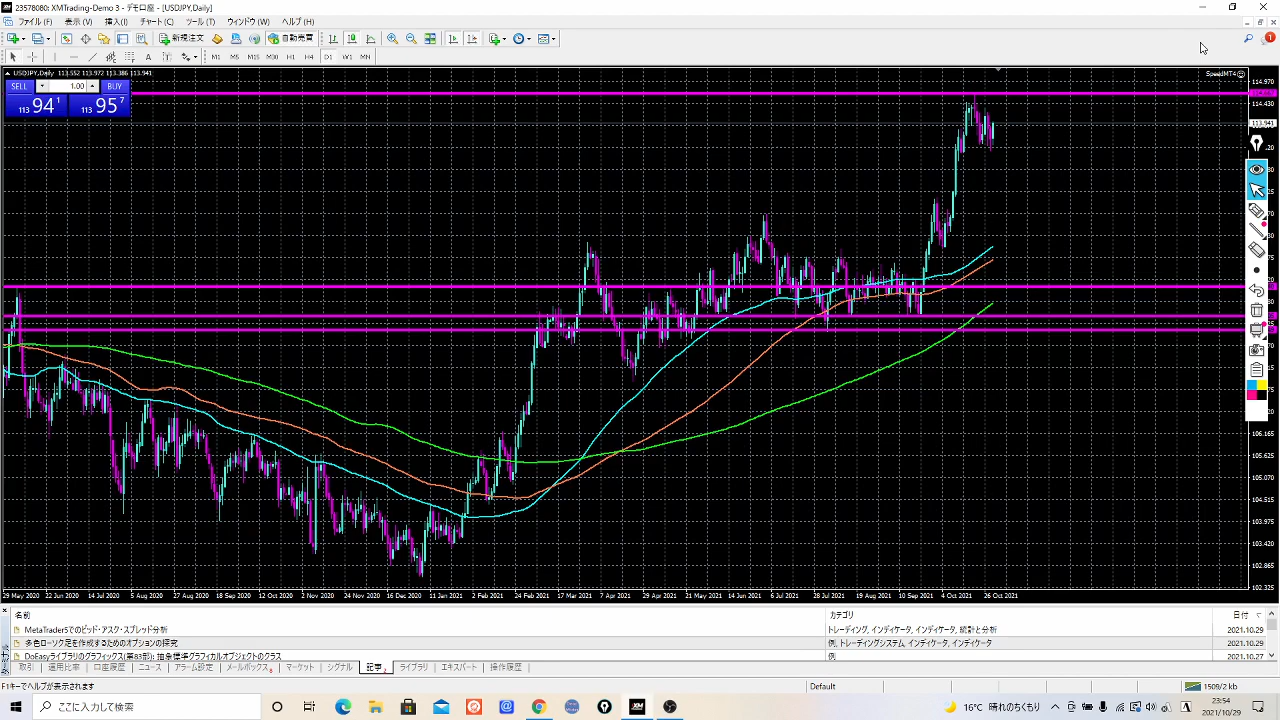 23578080: XMTrading-Demo 3 - デモ口座 - [USDJPY,Daily]
ファイル (F) 表示 (V) 挿入(I) チャート (C) ツール (T) ウィンドウ (W) ヘルプ (H)
新規注文 自動売買 1
A T M1 M5 M15 M30 H1 H4 D1 W1 MN
USDJPY,Daily 113.552 113.972 113.386 113.941 SpeedMT4
SELL 1.00 BUY
113 94 1 113 95 7
114.970
114.430
113.941
106.165
105.625
105.070
104.515
103.975
103.420
102.865
102.325
29 May 2020 22 Jun 2020 14 Jul 2020 5 Aug 2020 27 Aug 2020 18 Sep 2020 12 Oct 2020 2 Nov 2020 24 Nov 2020 16 Dec 2020 11 Jan 2021 2 Feb 2021 24 Feb 2021 17 Mar 2021 7 Apr 2021 29 Apr 2021 21 May 2021 14 Jun 2021 6 Jul 2021 28 Jul 2021 19 Aug 2021 10 Sep 2021 4 Oct 2021 26 Oct 2021
名前 カテゴリ 日付
MetaTrader5でのビッド・アスク・スプレッド分析 トレーディング, インディケータ, インディケータ, 統計と分析 2021.10.29
多色ローソク足を作成するためのオプションの探究 例, トレーディングシステム, インディケータ, インディケータ 2021.10.29
DoEasyライブラリのグラフィックス(第83部): 抽象標準グラフィカルオブジェクトのクラス 例 2021.10.27
取引 運用比率 口座履歴 ニュース アラーム設定 メールボックス マーケット シグナル 記事 ライブラリ エキスパート 操作履歴
F1キーでヘルプが表示されます Default 1509/2 kb
ここに入力して検索 XM 16℃ 晴れのちくもり A 23:54
2021/10/29